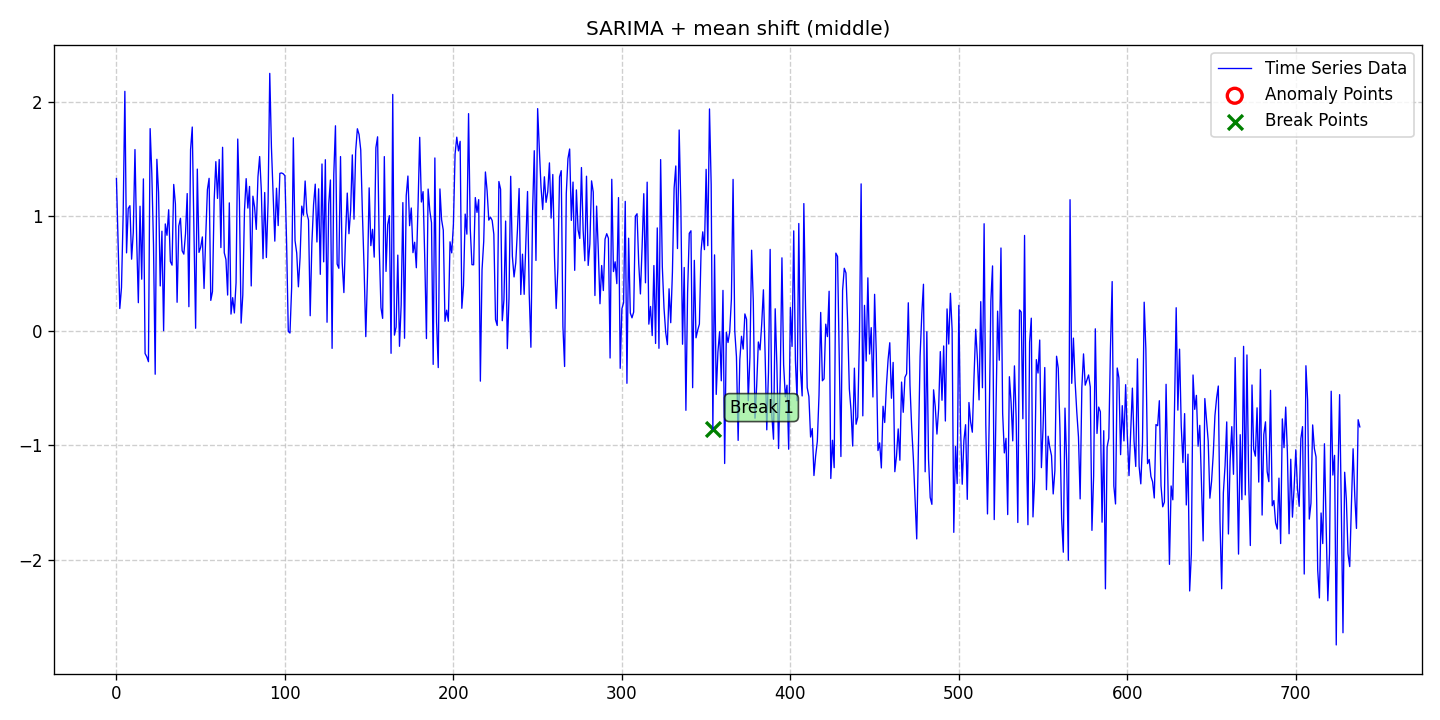 SARIMA + mean shift (middle)
Time Series Data
Anomaly Points
Break Points
Break 1
2
1
0
−1
−2
0 100 200 300 400 500 600 700